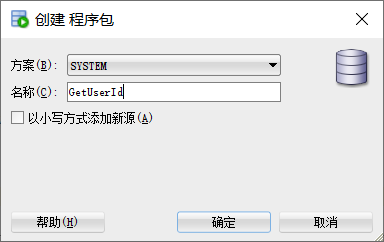 创建 程序包
方案(B): SYSTEM
名称(C): GetUserId
以小写方式添加新源(A)
帮助(H) 确定 取消